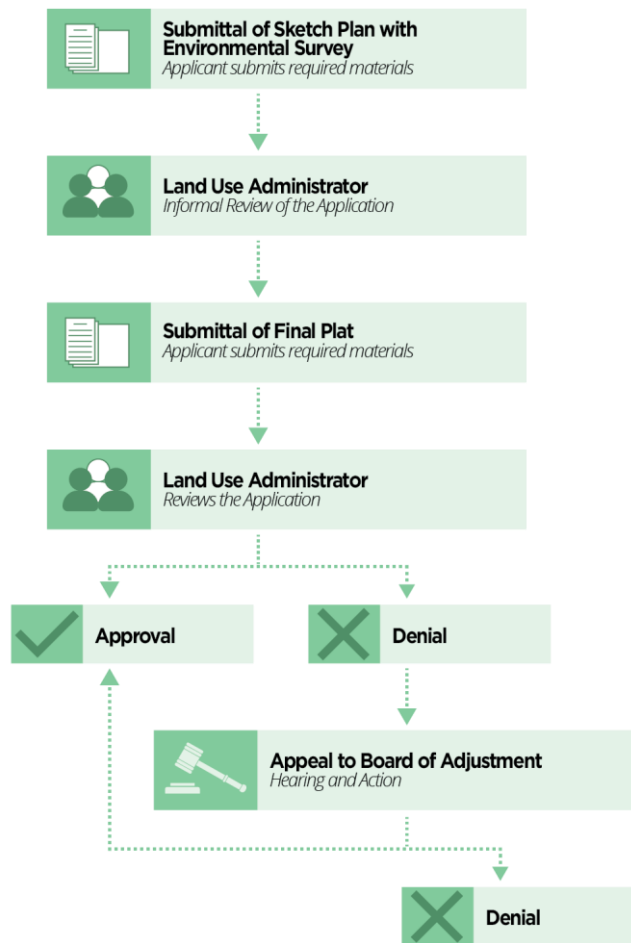 Submittal of Sketch Plan with
Environmental Survey
Applicant submits required materials
Land Use Administrator
Informal Review of the Application
Submittal of Final Plat
Applicant submits required materials
Land Use Administrator
Reviews the Application
Approval
Denial
Appeal to Board of Adjustment
Hearing and Action
Denial